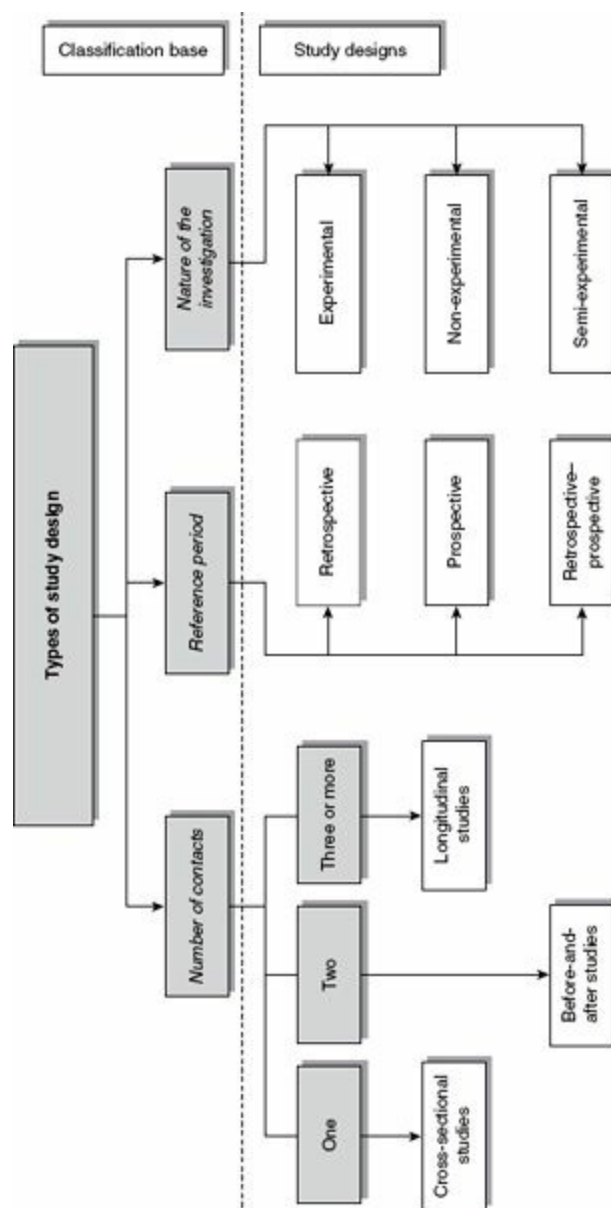 Types of study design
Classification base
Number of contacts
Reference period
Nature of the
investigation
Study designs
One
Two
Three or more
Retrospective
Experimental
Cross-sectional
studies
Longitudinal
studies
Prospective
Non-experimental
Before-and-
after studies
Retrospective–
prospective
Semi-experimental